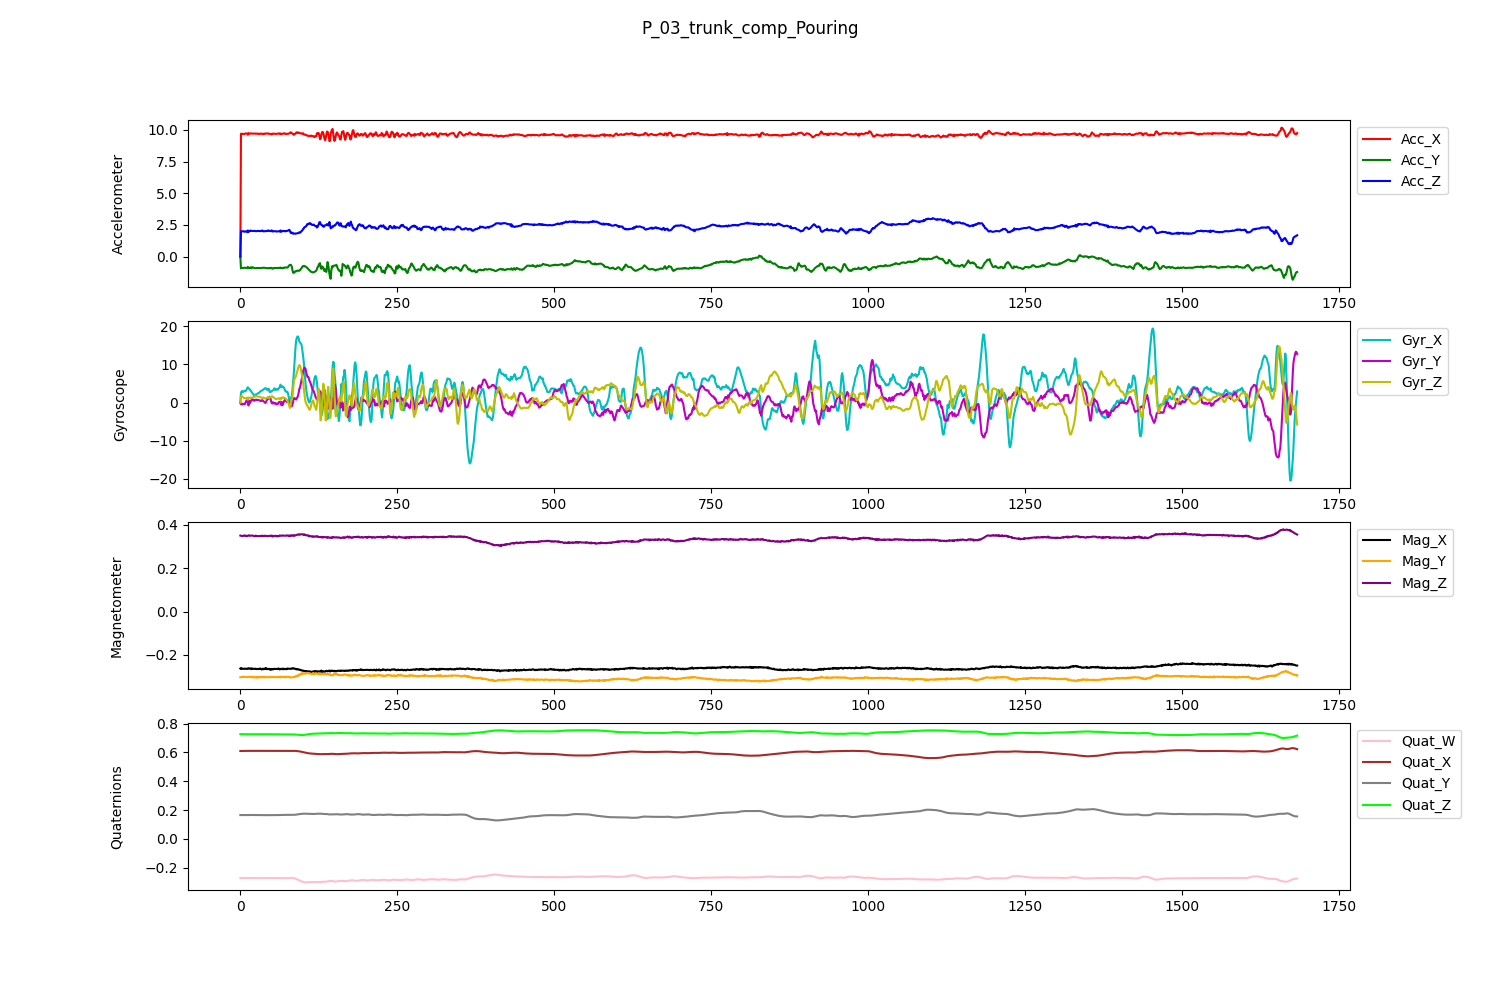 P_03_trunk_comp_Pouring
Accelerometer
10.0
7.5
5.0
2.5
0.0
0 250 500 750 1000 1250 1500 1750
Acc_X
Acc_Y
Acc_Z
Gyroscope
20
10
0
−10
−20
0 250 500 750 1000 1250 1500 1750
Gyr_X
Gyr_Y
Gyr_Z
Magnetometer
0.4
0.2
0.0
−0.2
0 250 500 750 1000 1250 1500 1750
Mag_X
Mag_Y
Mag_Z
Quaternions
0.8
0.6
0.4
0.2
0.0
−0.2
0 250 500 750 1000 1250 1500 1750
Quat_W
Quat_X
Quat_Y
Quat_Z